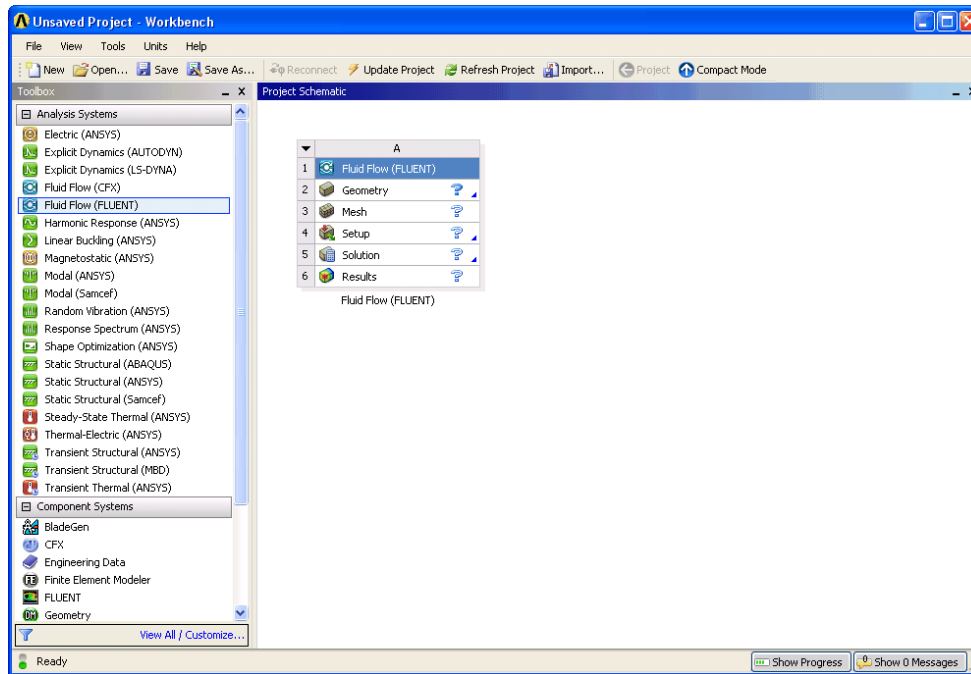 Unsaved Project - Workbench
File View Tools Units Help
New Open... Save Save As... Reconnect Update Project Refresh Project Import... Project Compact Mode
Toolbox
Project Schematic
Analysis Systems
Electric (ANSYS)
Explicit Dynamics (AUTODYN)
Explicit Dynamics (LS-DYNA)
Fluid Flow (CFX)
Fluid Flow (FLUENT)
Harmonic Response (ANSYS)
Linear Buckling (ANSYS)
Magnetostatic (ANSYS)
Modal (ANSYS)
Modal (Samcef)
Random Vibration (ANSYS)
Response Spectrum (ANSYS)
Shape Optimization (ANSYS)
Static Structural (ABAQUS)
Static Structural (ANSYS)
Static Structural (Samcef)
Steady-State Thermal (ANSYS)
Thermal-Electric (ANSYS)
Transient Structural (ANSYS)
Transient Structural (MBD)
Transient Thermal (ANSYS)
Component Systems
BladeGen
CFX
Engineering Data
Finite Element Modeler
FLUENT
Geometry
View All / Customize...
A
1 Fluid Flow (FLUENT)
2 Geometry ?
3 Mesh ?
4 Setup ?
5 Solution ?
6 Results ?
Fluid Flow (FLUENT)
Ready
Show Progress
0 Show 0 Messages